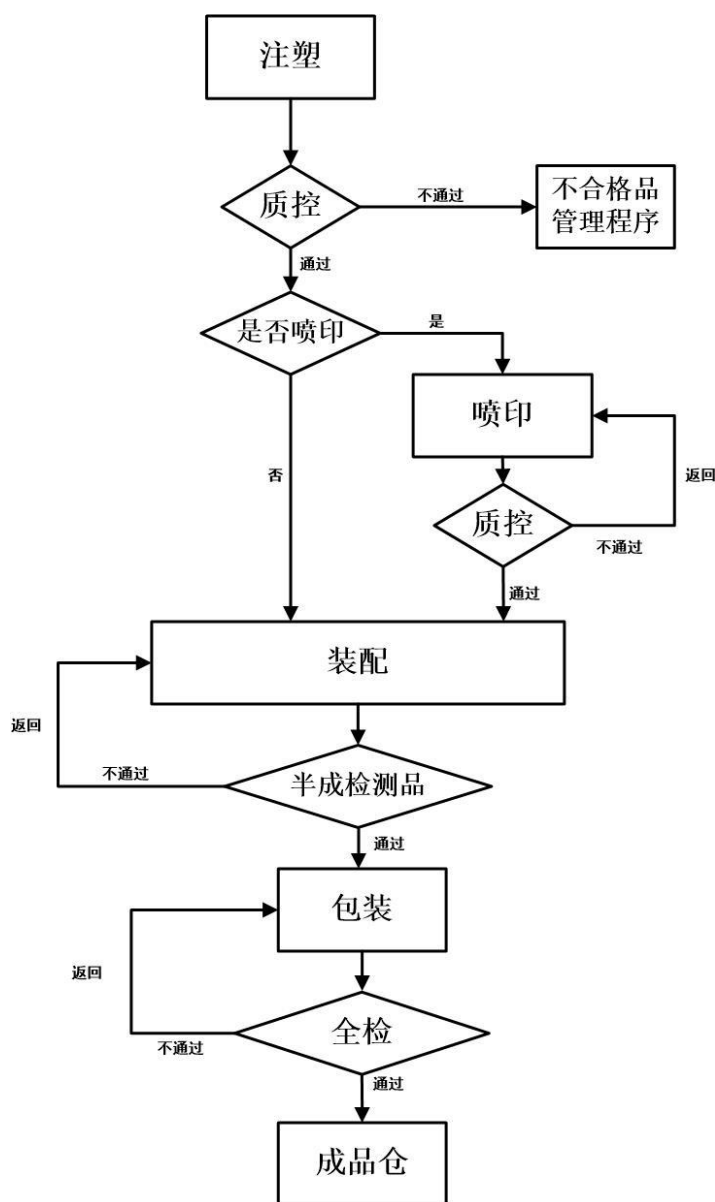 注塑
质控
不通过
不合格品
管理程序
通过
是否喷印
是
喷印
否
返回
质控
不通过
通过
装配
返回
不通过
半成检测品
通过
包装
返回
全检
不通过
通过
成品仓